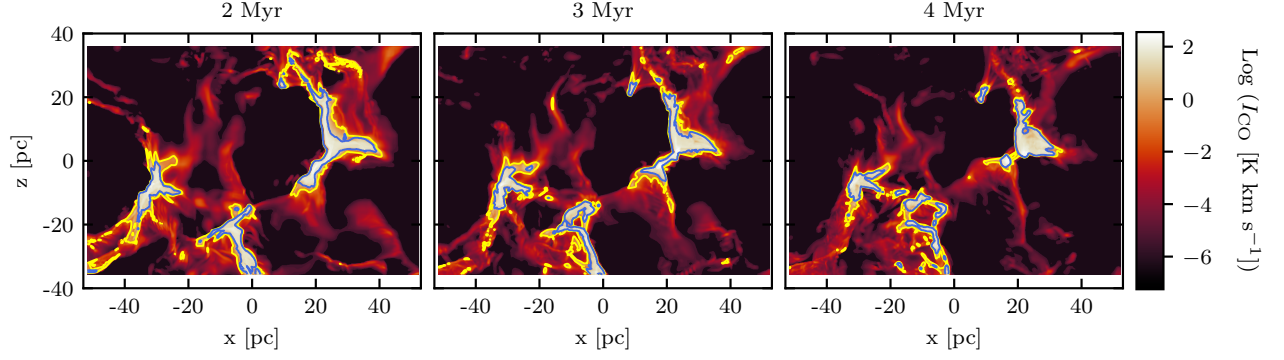 2 Myr 3 Myr 4 Myr
40
20
0
-20
-40
z [pc]
-40 -20 0 20 40 -40 -20 0 20 40 -40 -20 0 20 40
x [pc] x [pc] x [pc]
2
0
−2
−4
−6
Log (I_CO [K km s⁻¹])